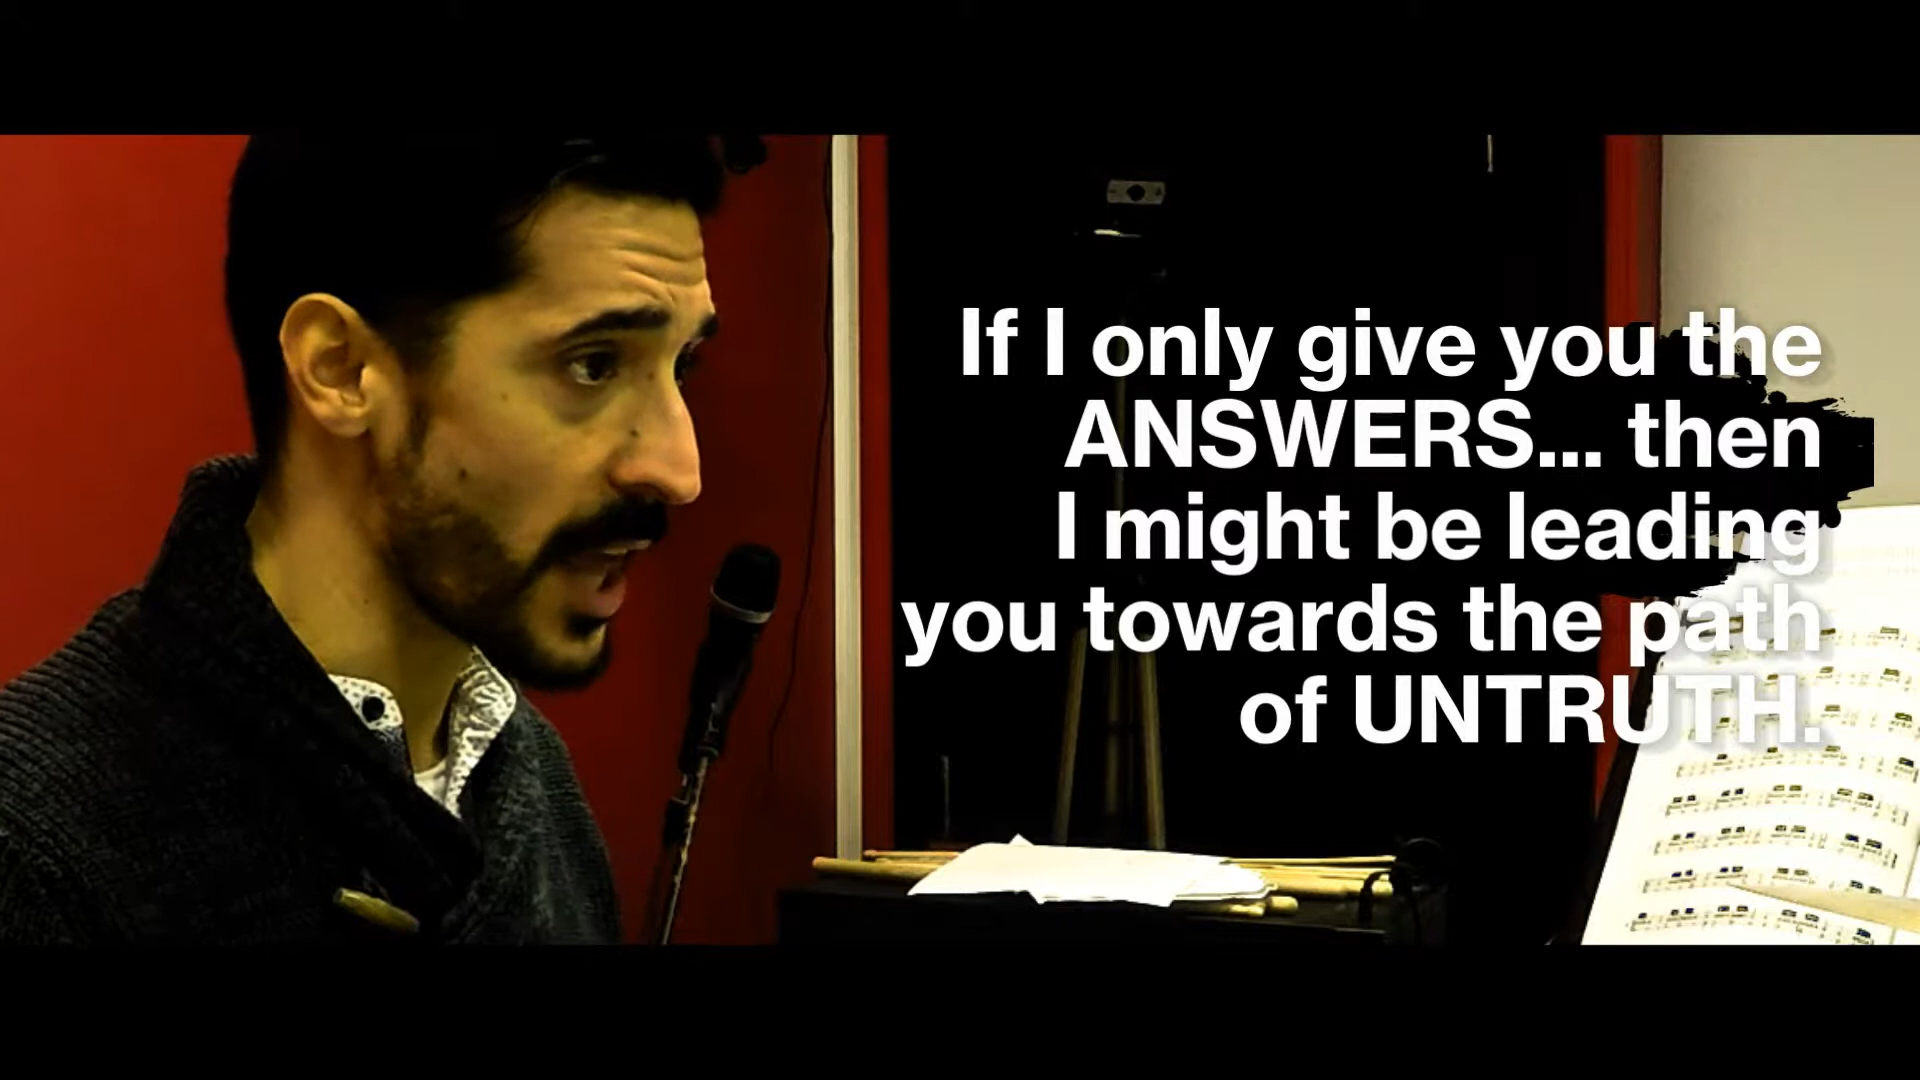 If I only give you the
ANSWERS... then
I might be leading
you towards the path
of UNTRUTH.